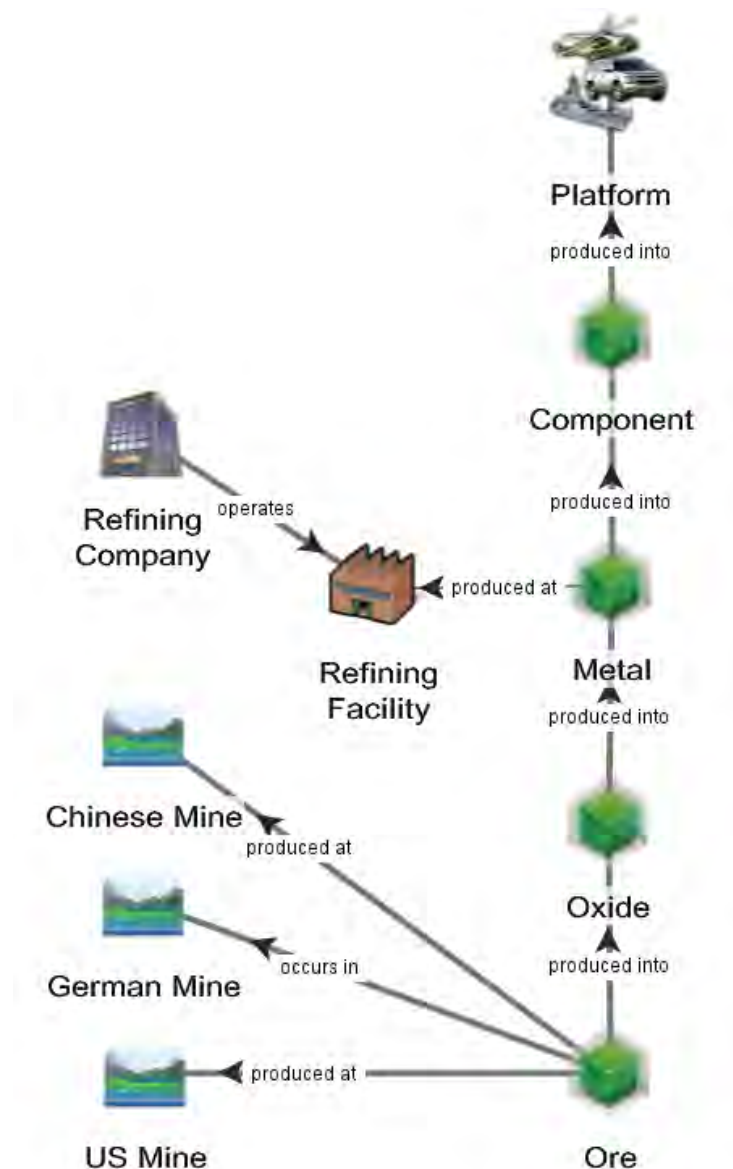 Platform
produced into
Component
produced into
Refining
Company
operates
produced at
Metal
Refining
Facility
produced into
Chinese Mine
produced at
Oxide
German Mine
occurs in
produced into
US Mine
produced at
Ore